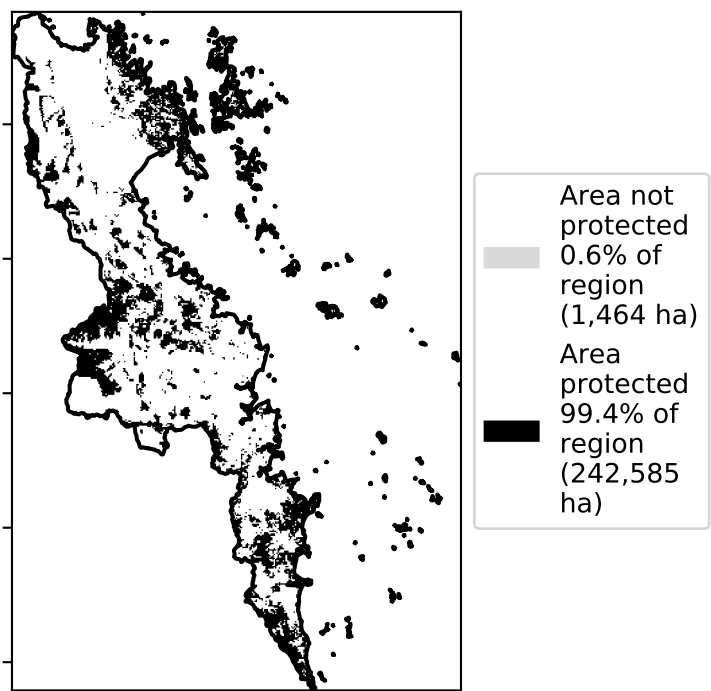 Area not
protected
0.6% of
region
(1,464 ha)
Area
protected
99.4% of
region
(242,585
ha)